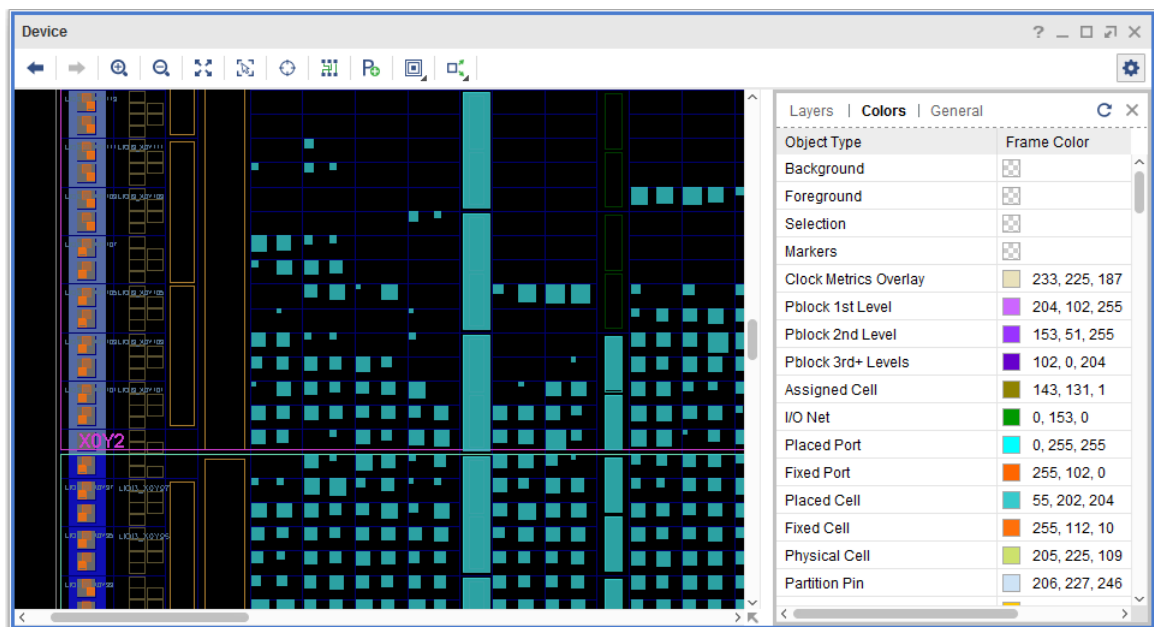 Device
Layers | Colors | General
Object Type Frame Color
Background
Foreground
Selection
Markers
Clock Metrics Overlay 233, 225, 187
Pblock 1st Level 204, 102, 255
Pblock 2nd Level 153, 51, 255
Pblock 3rd+ Levels 102, 0, 204
Assigned Cell 143, 131, 1
I/O Net 0, 153, 0
Placed Port 0, 255, 255
Fixed Port 255, 102, 0
Placed Cell 55, 202, 204
Fixed Cell 255, 112, 10
Physical Cell 205, 225, 109
Partition Pin 206, 227, 246
X0Y2